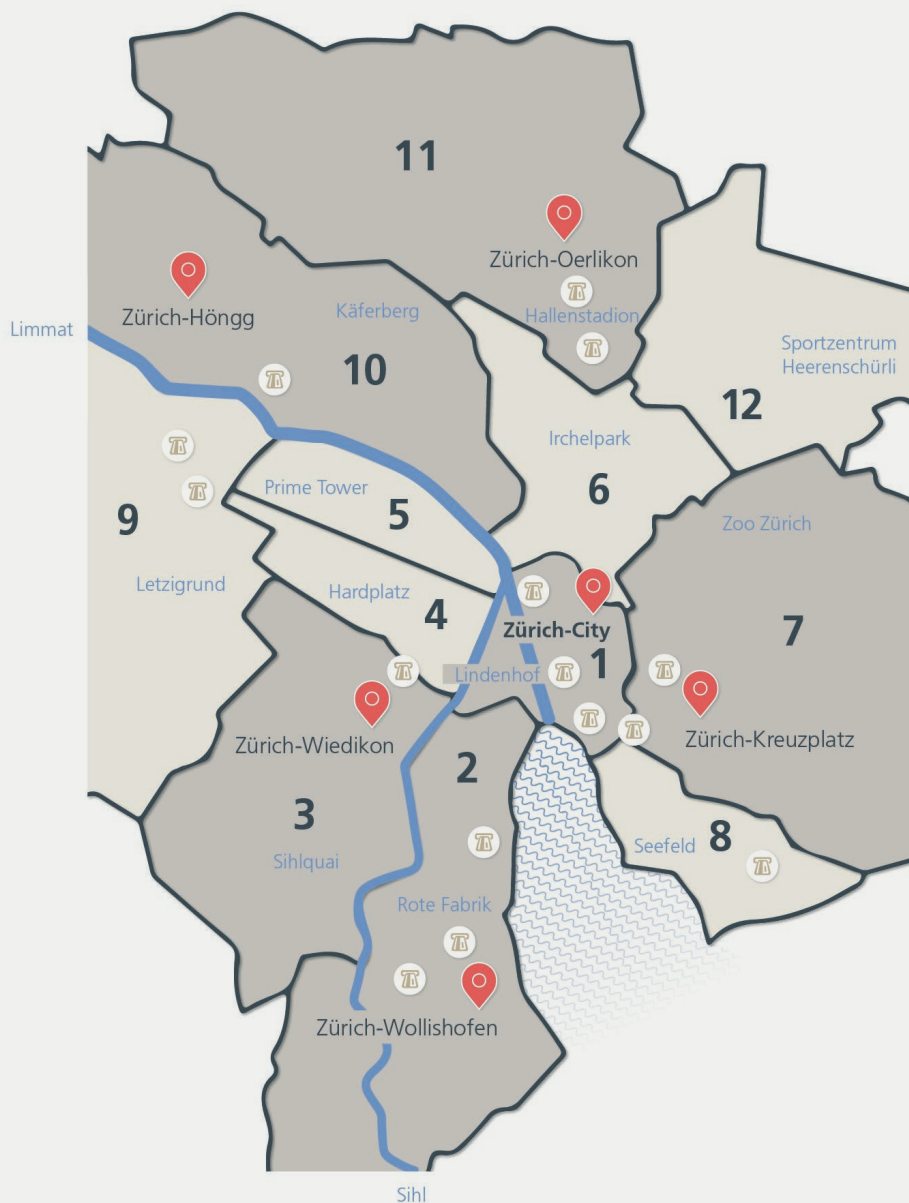 11
Zürich-Oerlikon
Hallenstadion
Zürich-Höngg
Käferberg
Limmat
10
Sportzentrum
Heerenschürli
12
Irchelpark
6
Prime Tower
5
9
Zoo Zürich
Letzigrund
Hardplatz
4
Zürich-City
7
1
Lindenhof
Zürich-Wiedikon
Zürich-Kreuzplatz
2
3
8
Seefeld
Sihlquai
Rote Fabrik
Zürich-Wollishofen
Sihl